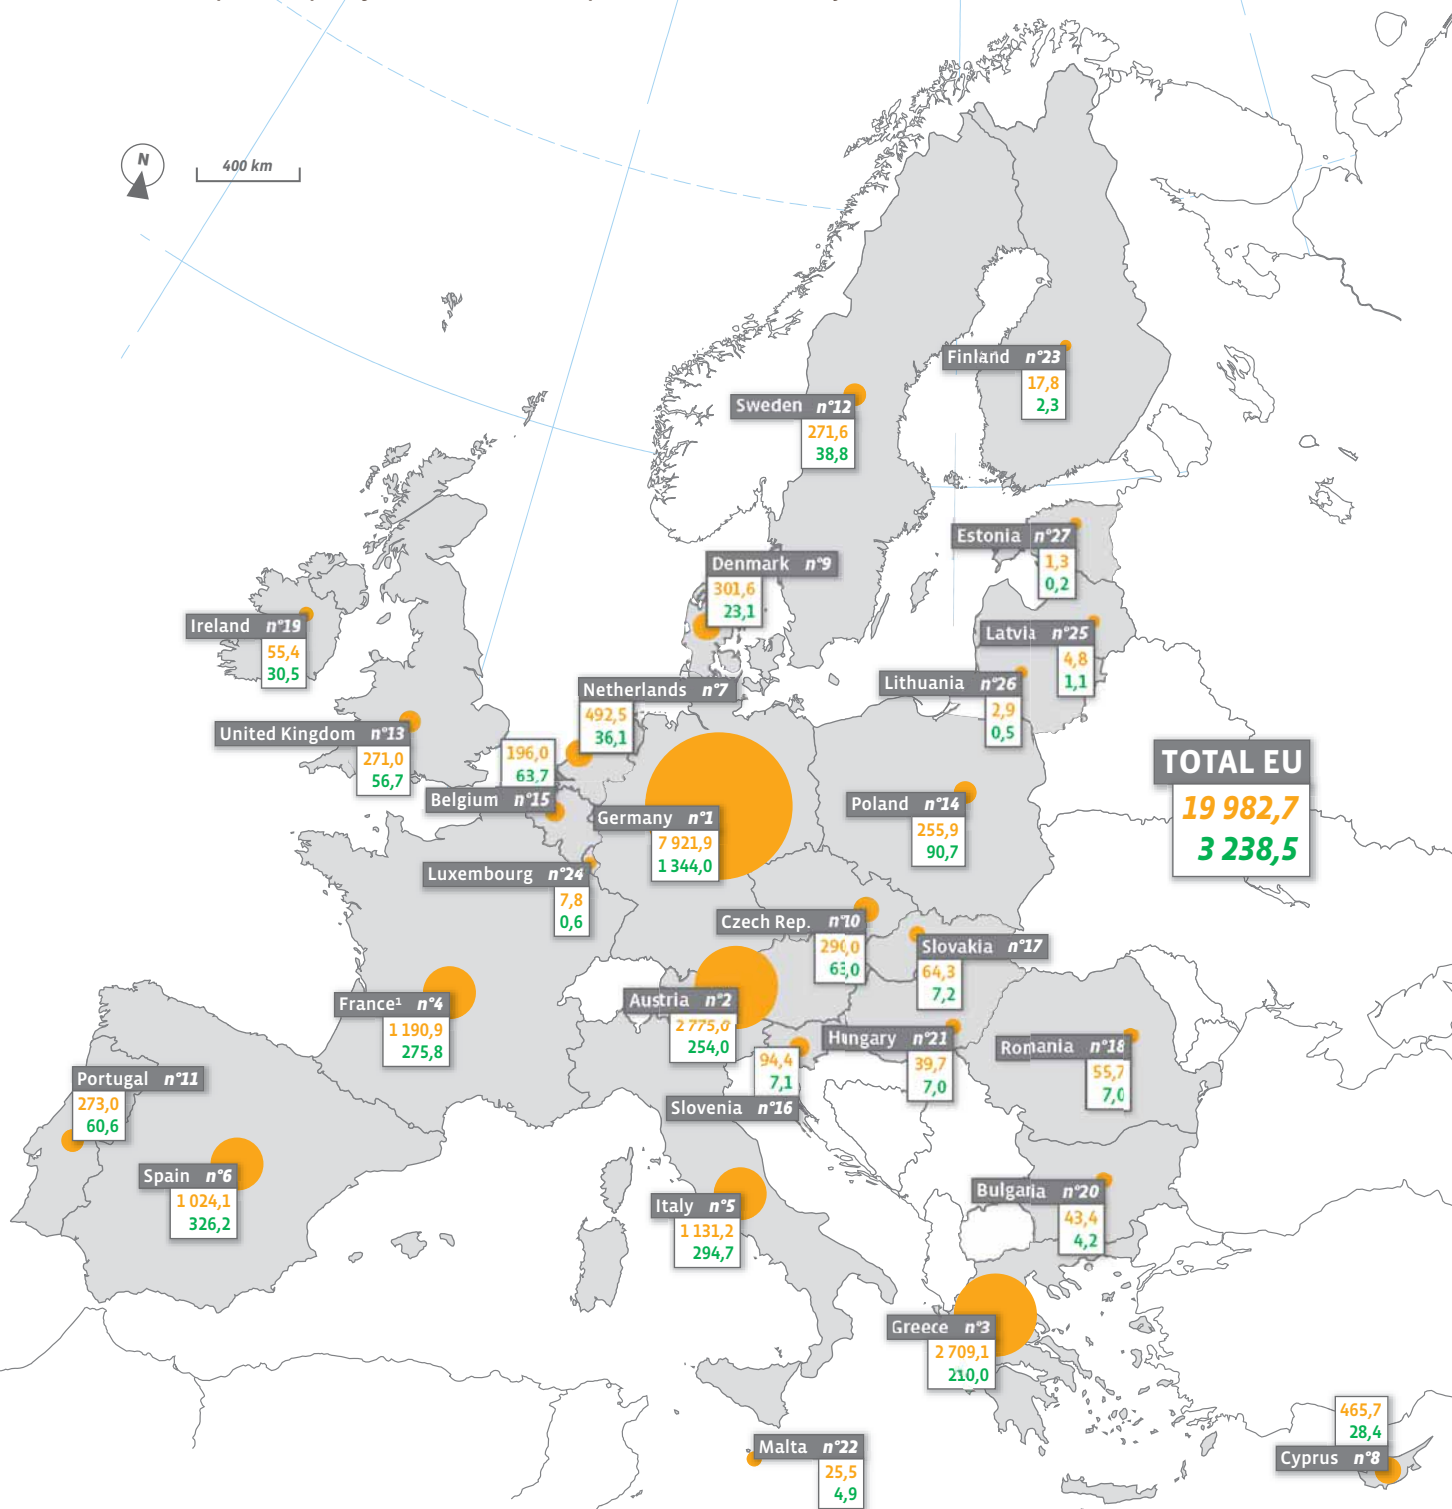 N
400 km
Finland n°23
17,8
2,3
Sweden n°12
271,6
38,8
Estonia n°27
1,3
0,2
Denmark n°9
301,6
23,1
Ireland n°19
55,4
30,5
Latvia n°25
4,8
1,1
Lithuania n°26
2,9
0,5
Netherlands n°7
492,5
36,1
United Kingdom n°13
271,0
56,7
196,0
63,7
Belgium n°15
TOTAL EU
19 982,7
3 238,5
Germany n°1
7 921,9
1 344,0
Poland n°14
255,9
90,7
Luxembourg n°24
7,8
0,6
Czech Rep. n°10
290,0
63,0
Slovakia n°17
64,3
7,2
France¹ n°4
1 190,9
275,8
Austria n°2
2 775,0
254,0
Hungary n°21
39,7
7,0
Romania n°18
55,7
7,0
94,4
7,1
Slovenia n°16
Portugal n°11
273,0
60,6
Spain n°6
1 024,1
326,2
Italy n°5
1 131,2
294,7
Bulgaria n°20
43,4
4,2
Greece n°3
2 709,1
210,0
465,7
28,4
Cyprus n°8
Malta n°22
25,5
4,9